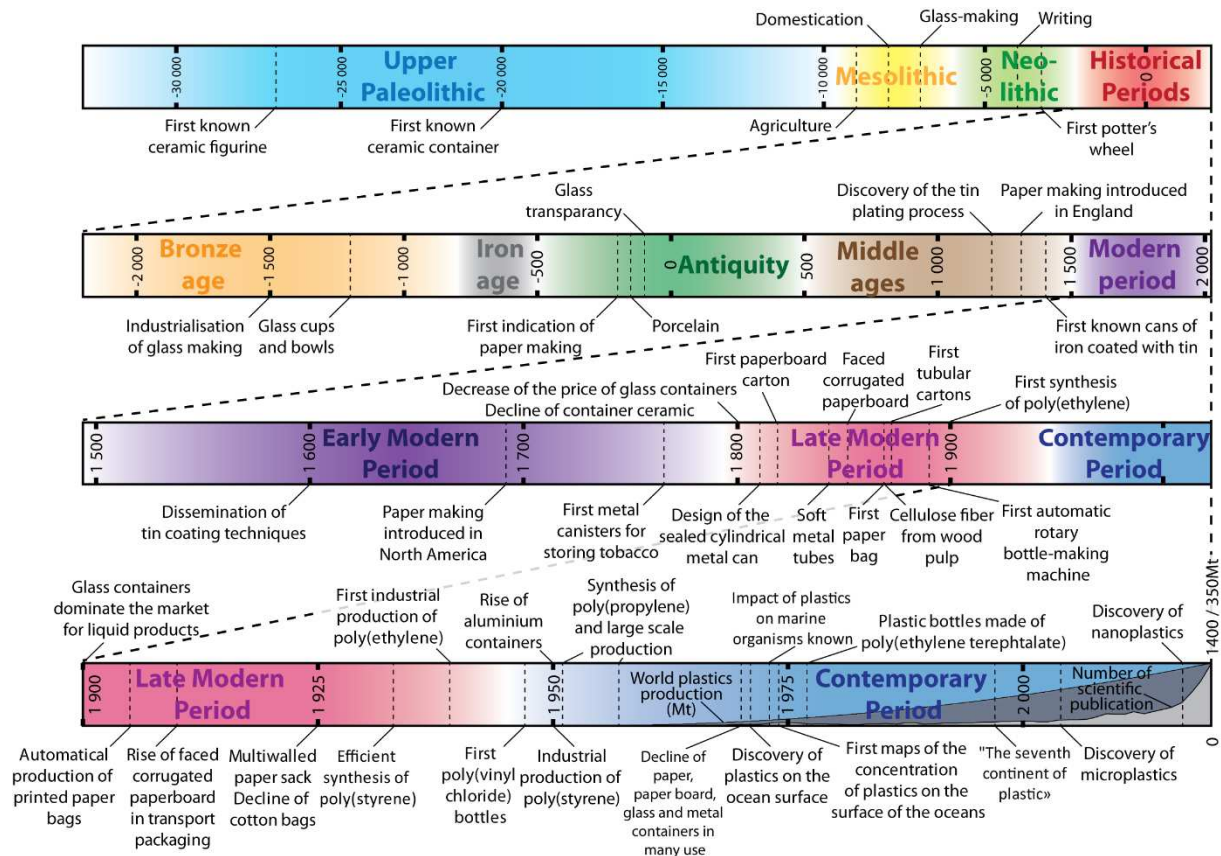 Domestication
Glass-making
Writing
-30 000
-25 000
-20 000
-15 000
-10 000
-5 000
0
Upper
Paleolithic
Mesolithic
Neo-
lithic
Historical
Periods
First known
ceramic figurine
First known
ceramic container
Agriculture
First potter's
wheel
Glass
transparancy
Discovery of the tin
plating process
Paper making introduced
in England
-2 000
-1 500
-1 000
-500
0
500
1 000
1 500
2 000
Bronze
age
Iron
age
Antiquity
Middle
ages
Modern
period
Industrialisation
of glass making
Glass cups
and bowls
First indication of
paper making
Porcelain
First known cans of
iron coated with tin
Decrease of the price of glass containers
Decline of container ceramic
First paperboard
carton
Faced
corrugated
paperboard
First
tubular
cartons
First synthesis
of poly(ethylene)
1 500
1 600
1 700
1 800
1 900
Early Modern
Period
Late Modern
Period
Contemporary
Period
Dissemination of
tin coating techniques
Paper making
introduced in
North America
First metal
canisters for
storing tobacco
Design of the
sealed cylindrical
metal can
Soft
metal
tubes
First
paper
bag
Cellulose fiber
from wood
pulp
First automatic
rotary
bottle-making
machine
Glass containers
dominate the market
for liquid products
First industrial
production of
poly(ethylene)
Rise of
aluminium
containers
Synthesis of
poly(propylene)
and large scale
production
Impact of plastics
on marine
organisms known
Plastic bottles made of
poly(ethylene terephtalate)
Discovery of
nanoplastics
1400 / 350Mt
1 900
1 925
1 950
1 975
2 000
0
Late Modern
Period
World plastics
production
(Mt)
Contemporary
Period
Number of
scientific
publication
Automatical
production of
printed paper
bags
Rise of faced
corrugated
paperboard
in transport
packaging
Multiwalled
paper sack
Decline of
cotton bags
Efficient
synthesis of
poly(styrene)
First
poly(vinyl
chloride)
bottles
Industrial
production of
poly(styrene)
Decline of
paper,
paper board,
glass and metal
containers in
many use
Discovery of
plastics on the
ocean surface
First maps of the
concentration
of plastics on the
surface of the oceans
"The seventh
continent of
plastic»
Discovery of
microplastics